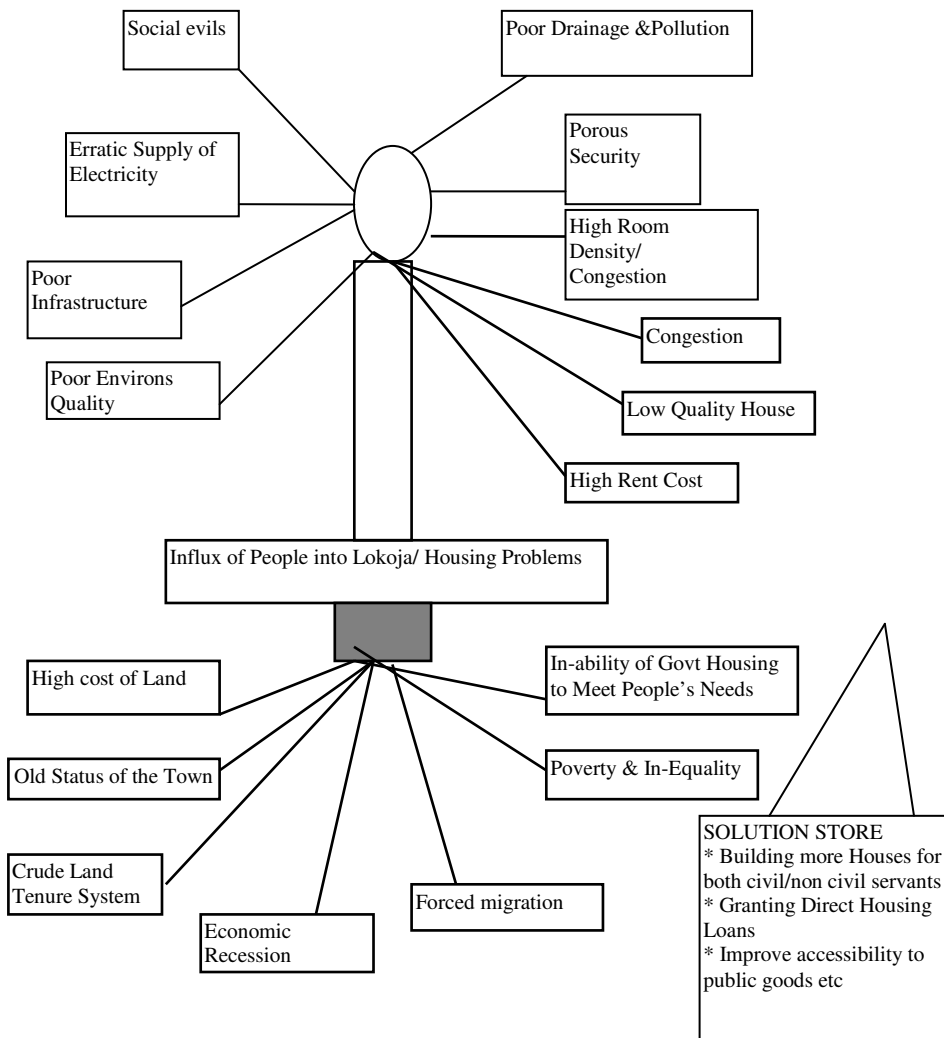 Social evils
Poor Drainage &Pollution
Erratic Supply of
Electricity
Porous
Security
High Room
Density/
Congestion
Poor
Infrastructure
Congestion
Poor Environs
Quality
Low Quality House
High Rent Cost
Influx of People into Lokoja/ Housing Problems
High cost of Land
In-ability of Govt Housing
to Meet People's Needs
Old Status of the Town
Poverty & In-Equality
Crude Land
Tenure System
Forced migration
Economic
Recession
SOLUTION STORE
* Building more Houses for
both civil/non civil servants
* Granting Direct Housing
Loans
* Improve accessibility to
public goods etc